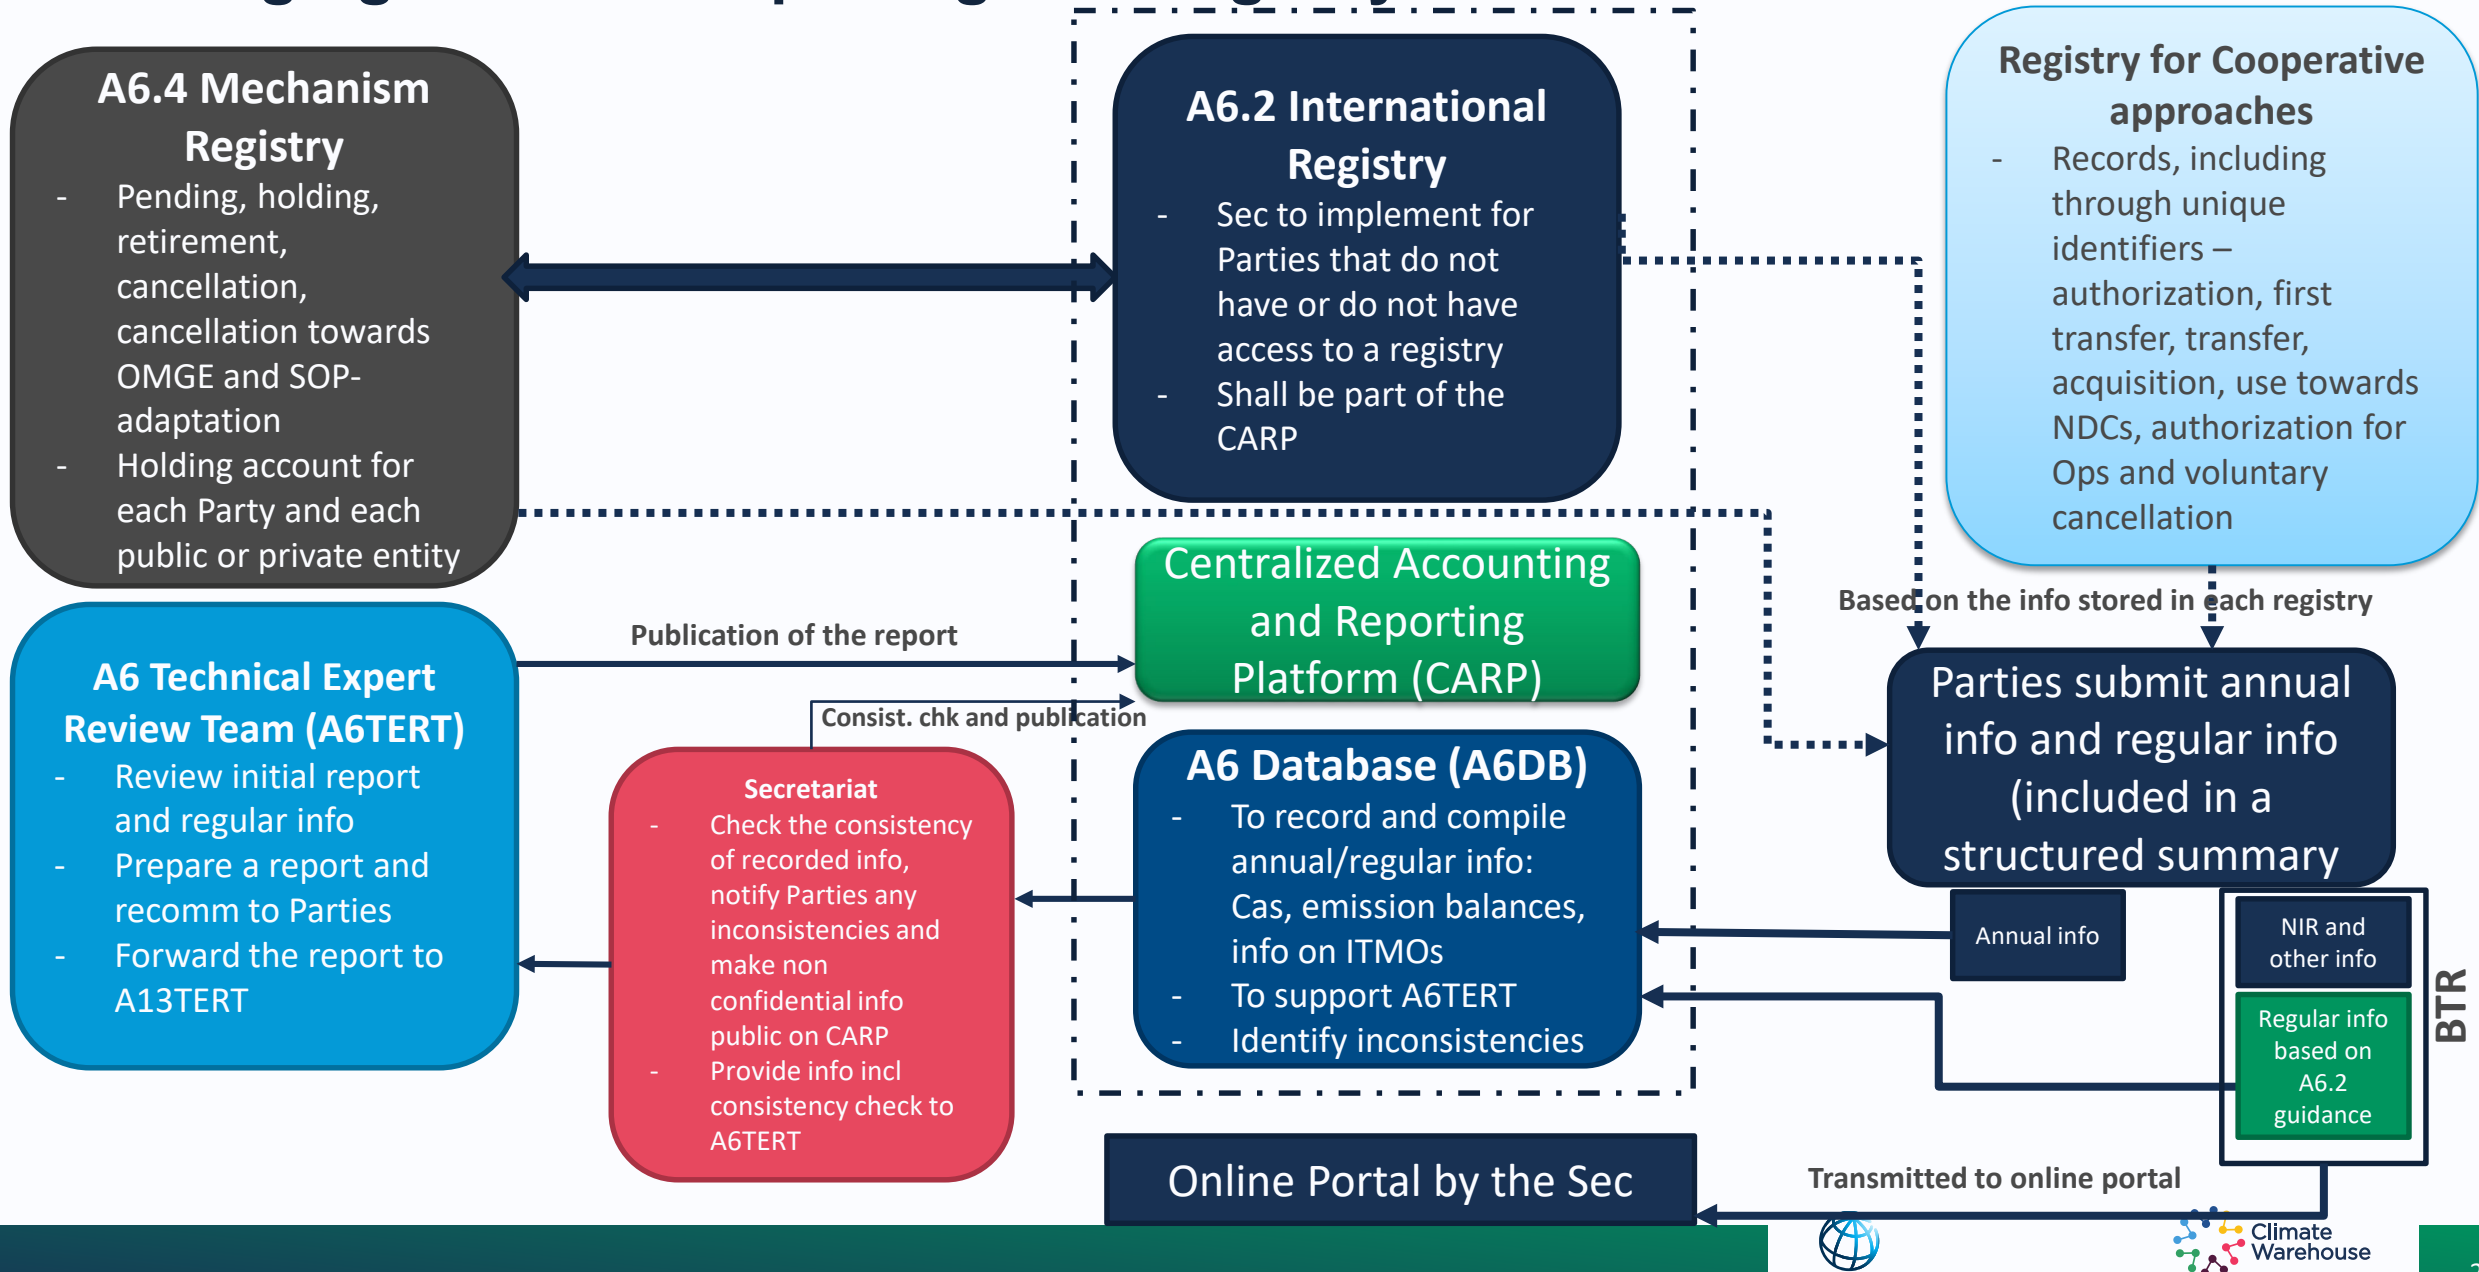 A6.4 Mechanism
Registry
- Pending, holding,
retirement,
cancellation,
cancellation towards
OMGE and SOP-
adaptation
- Holding account for
each Party and each
public or private entity
A6.2 International
Registry
- Sec to implement for
Parties that do not
have or do not have
access to a registry
- Shall be part of the
CARP
Registry for Cooperative
approaches
- Records, including
through unique
identifiers –
authorization, first
transfer, transfer,
acquisition, use towards
NDCs, authorization for
Ops and voluntary
cancellation
Centralized Accounting
and Reporting
Platform (CARP)
Based on the info stored in each registry
Publication of the report
Consist. chk and publication
A6 Technical Expert
Review Team (A6TERT)
- Review initial report
and regular info
- Prepare a report and
recomm to Parties
- Forward the report to
A13TERT
Secretariat
- Check the consistency
of recorded info,
notify Parties any
inconsistencies and
make non
confidential info
public on CARP
- Provide info incl
consistency check to
A6TERT
A6 Database (A6DB)
- To record and compile
annual/regular info:
Cas, emission balances,
info on ITMOs
- To support A6TERT
- Identify inconsistencies
Parties submit annual
info and regular info
(included in a
structured summary
Annual info
NIR and
other info
Regular info
based on
A6.2
guidance
BTR
Online Portal by the Sec
Transmitted to online portal
Climate
Warehouse